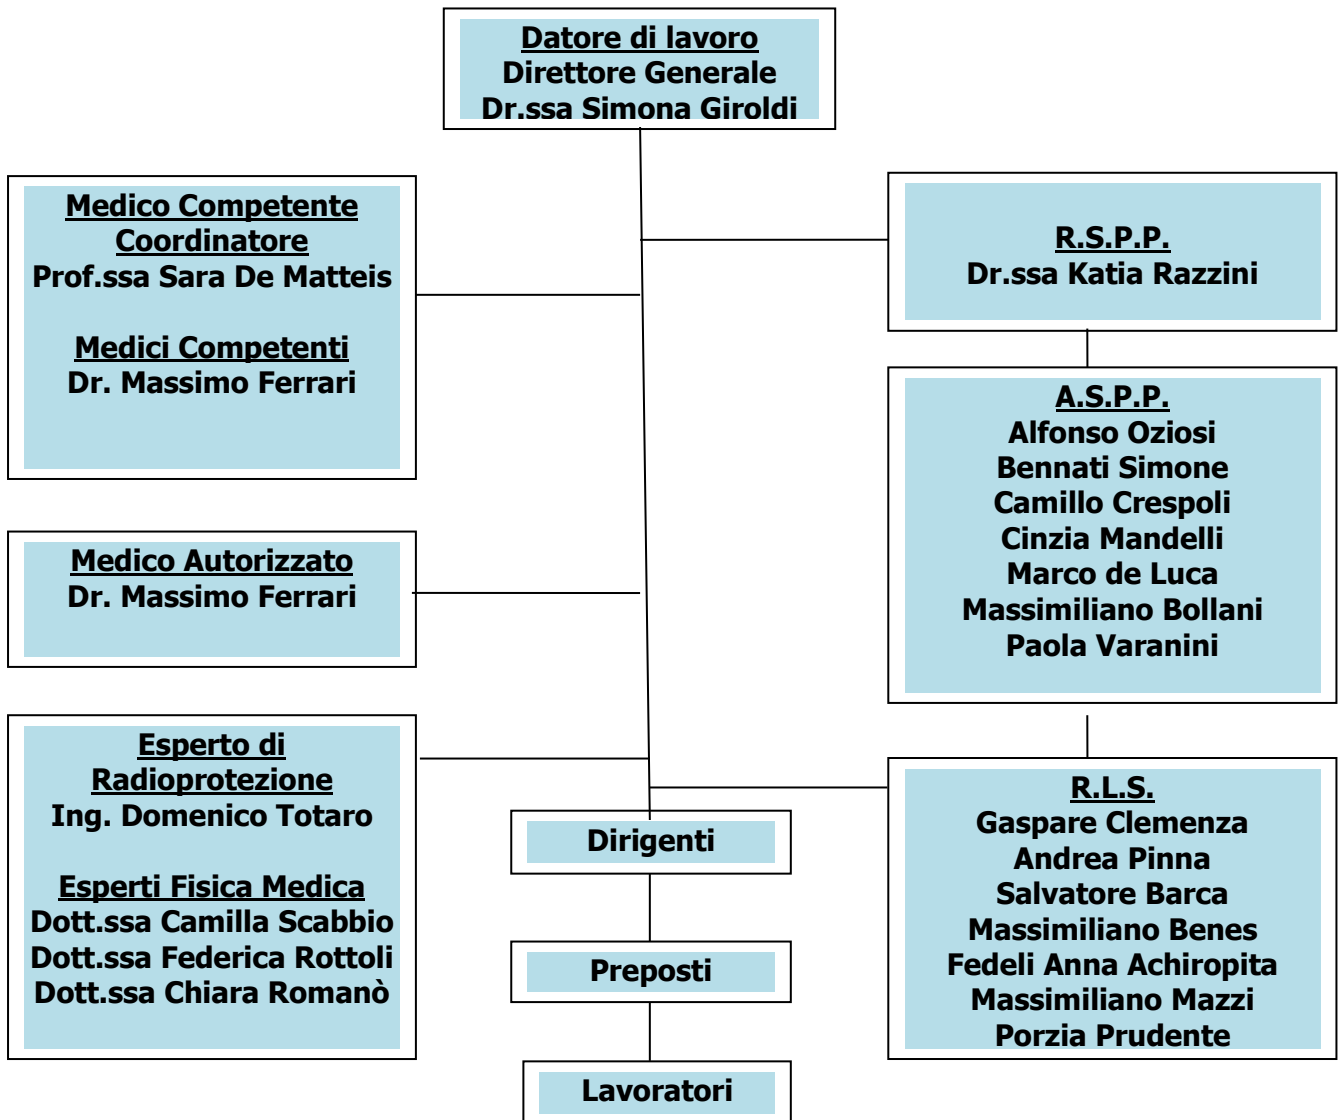 Datore di lavoro
Direttore Generale
Dr.ssa Simona Giroldi
Medico Competente
Coordinatore
Prof.ssa Sara De Matteis
Medici Competenti
Dr. Massimo Ferrari
R.S.P.P.
Dr.ssa Katia Razzini
A.S.P.P.
Alfonso Oziosi
Bennati Simone
Camillo Crespoli
Cinzia Mandelli
Marco de Luca
Massimiliano Bollani
Paola Varanini
Medico Autorizzato
Dr. Massimo Ferrari
Esperto di
Radioprotezione
Ing. Domenico Totaro
Esperti Fisica Medica
Dott.ssa Camilla Scabbio
Dott.ssa Federica Rottoli
Dott.ssa Chiara Romanò
R.L.S.
Gaspare Clemenza
Andrea Pinna
Salvatore Barca
Massimiliano Benes
Fedeli Anna Achiropita
Massimiliano Mazzi
Porzia Prudente
Dirigenti
Preposti
Lavoratori